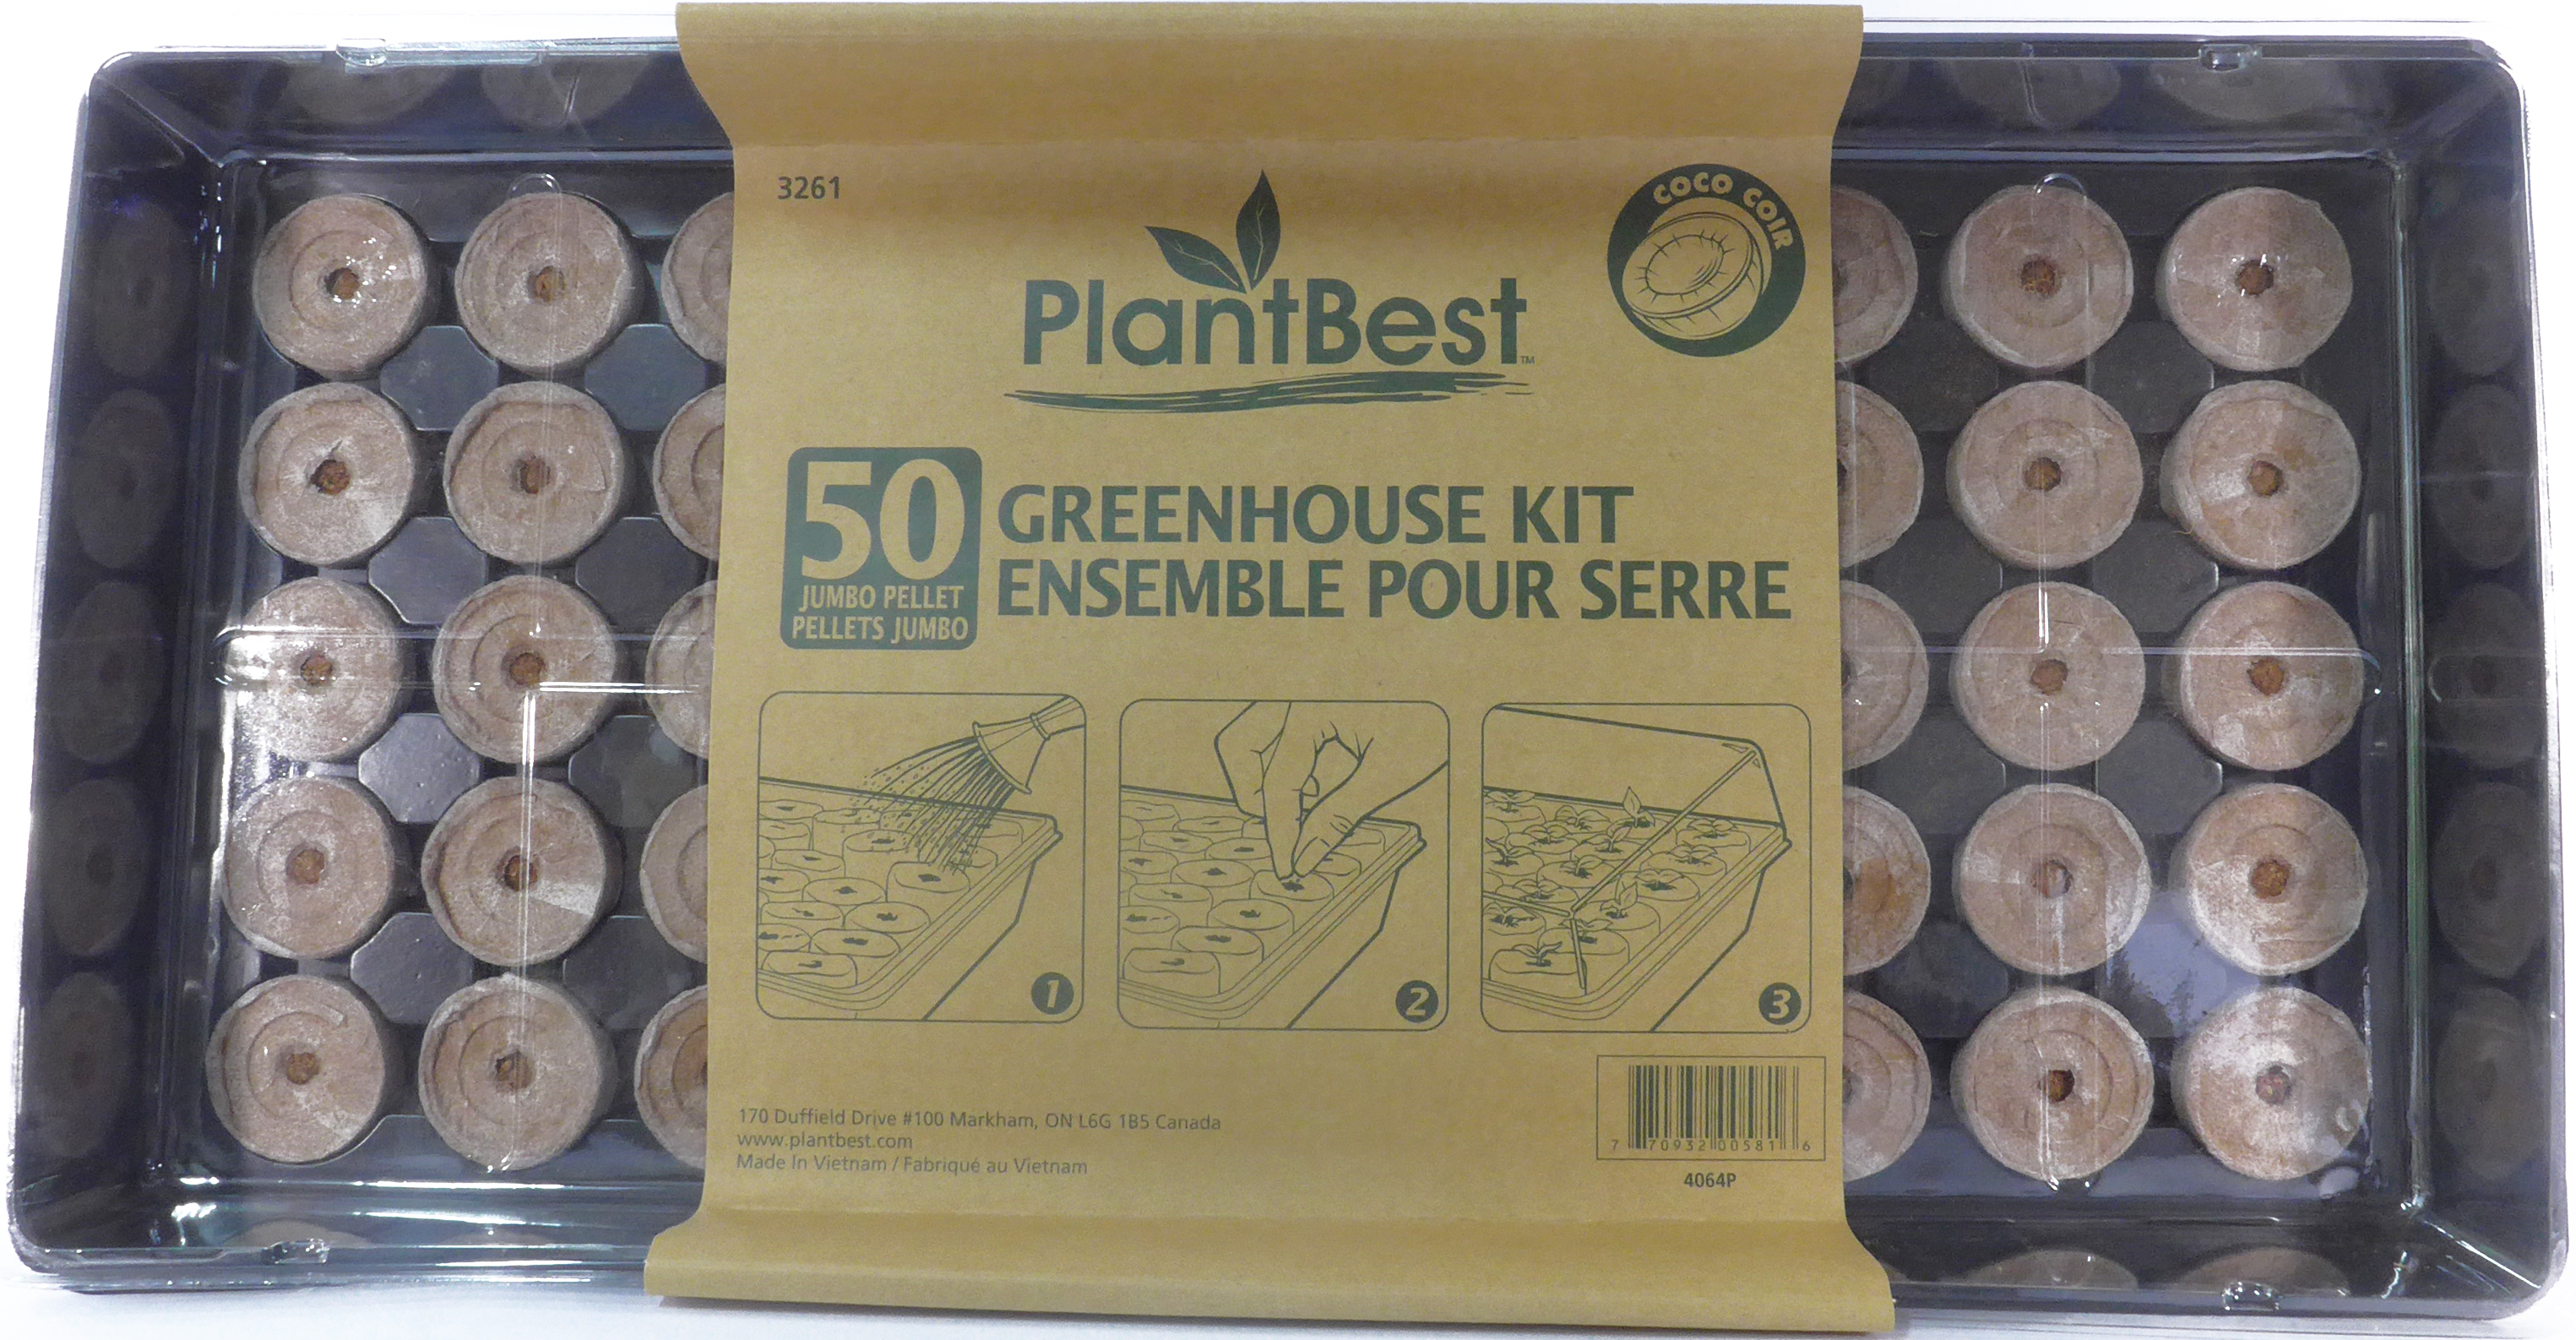 3261
COCO COIR
PlantBest™
50
JUMBO PELLET
PELLETS JUMBO
GREENHOUSE KIT
ENSEMBLE POUR SERRE
1
2
3
170 Duffield Drive #100 Markham, ON L6G 1B5 Canada
www.plantbest.com
Made In Vietnam / Fabriqué au Vietnam
7 70932 00581 6
4064P